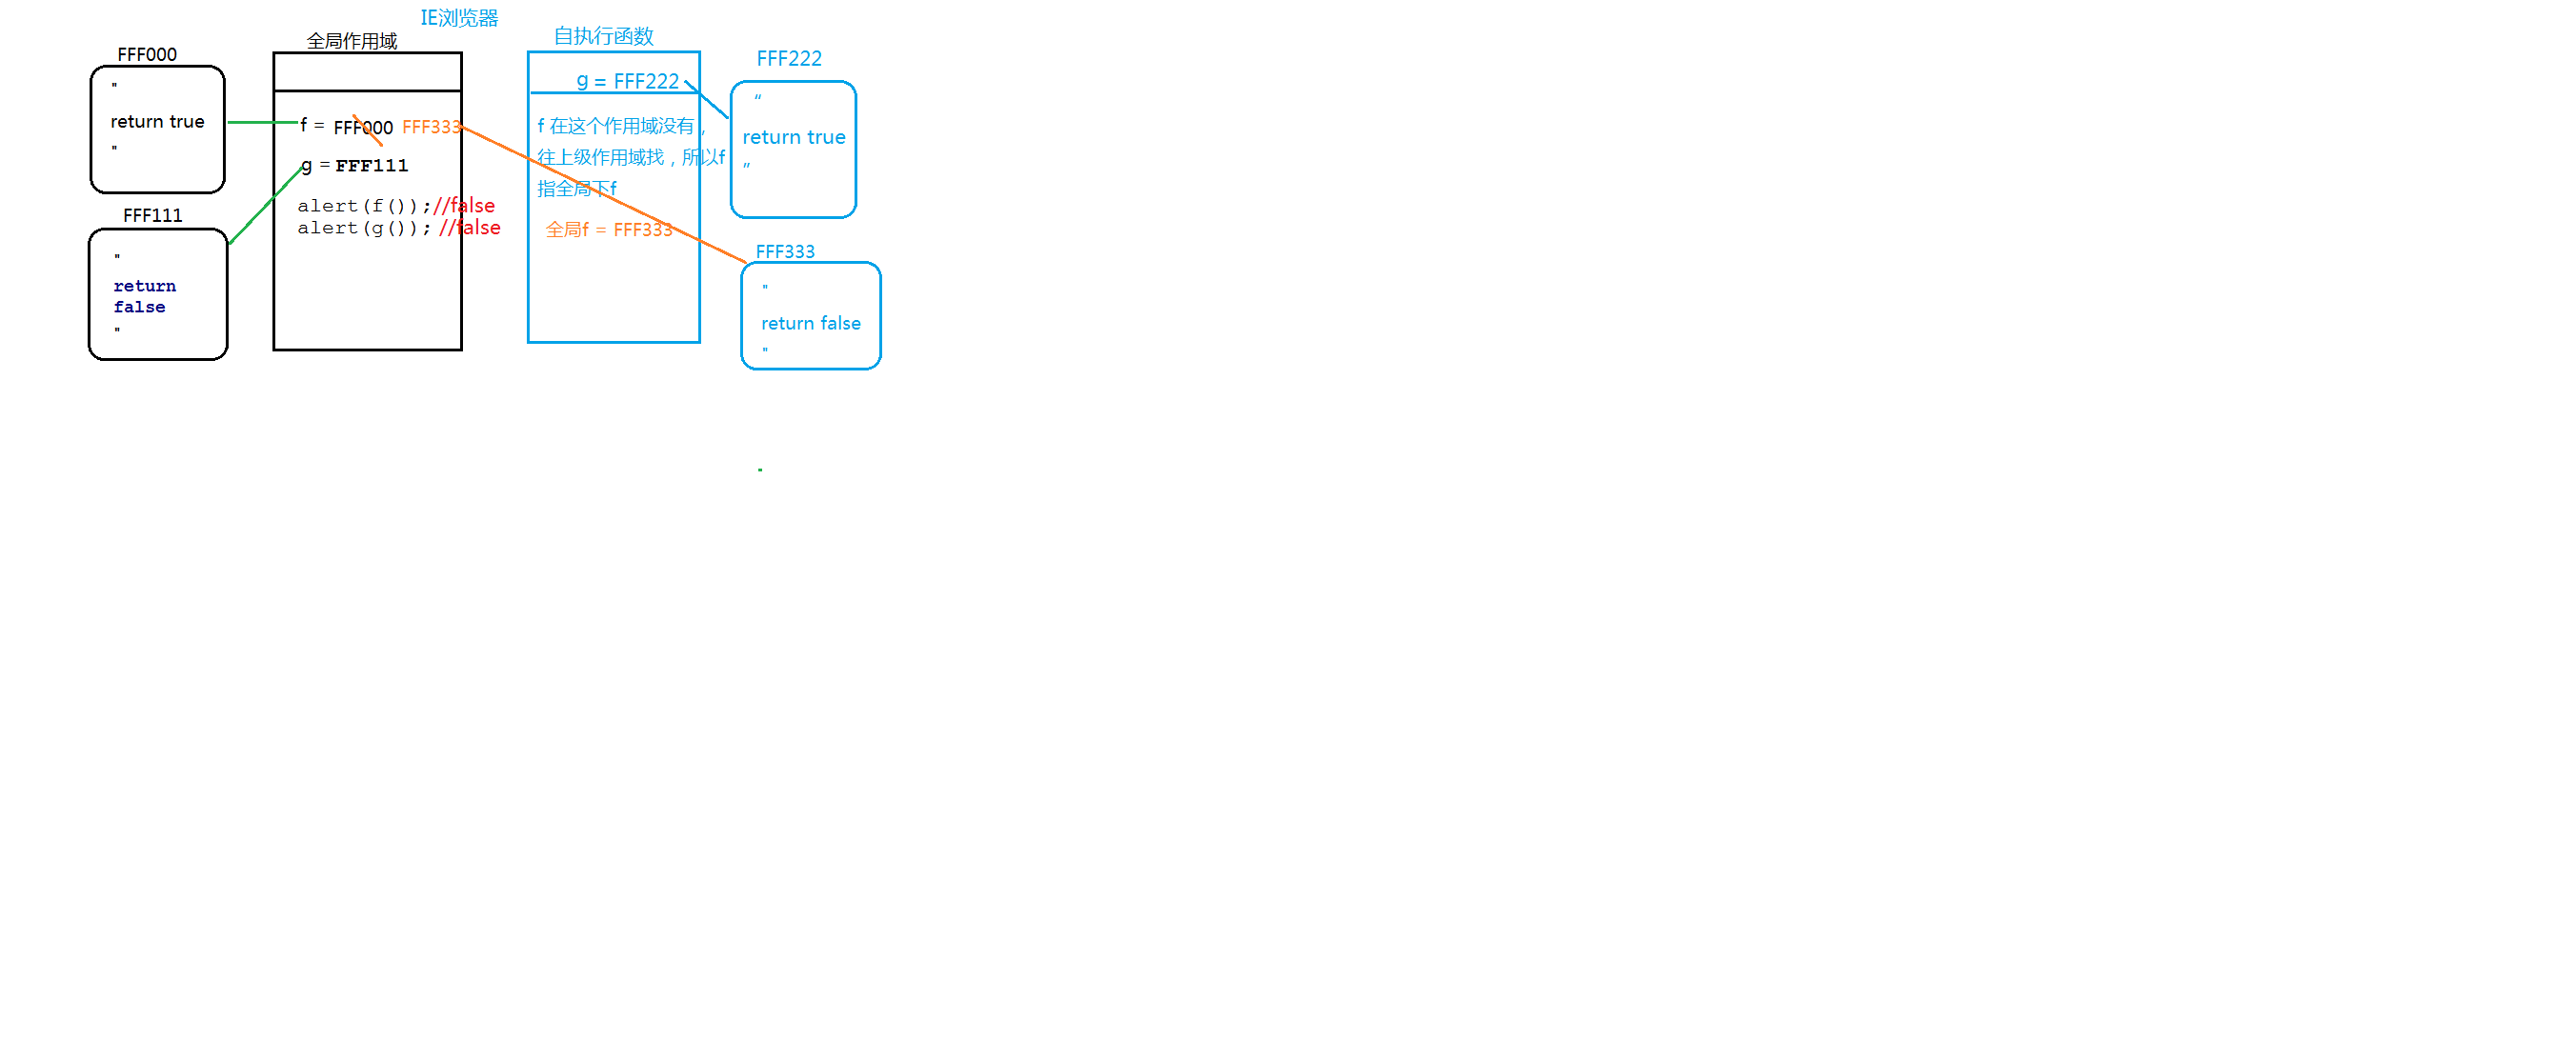 IE浏览器
全局作用域
自执行函数
FFF000
"
return true
"
FFF111
"
return
false
"
f = FFF000 FFF333
g = FFF111
alert(f());//false
alert(g()); //false
g = FFF222
f 在这个作用域没有，
往上级作用域找，所以f
指全局下f
全局f = FFF333
FFF222
“
return true
”
FFF333
"
return false
"